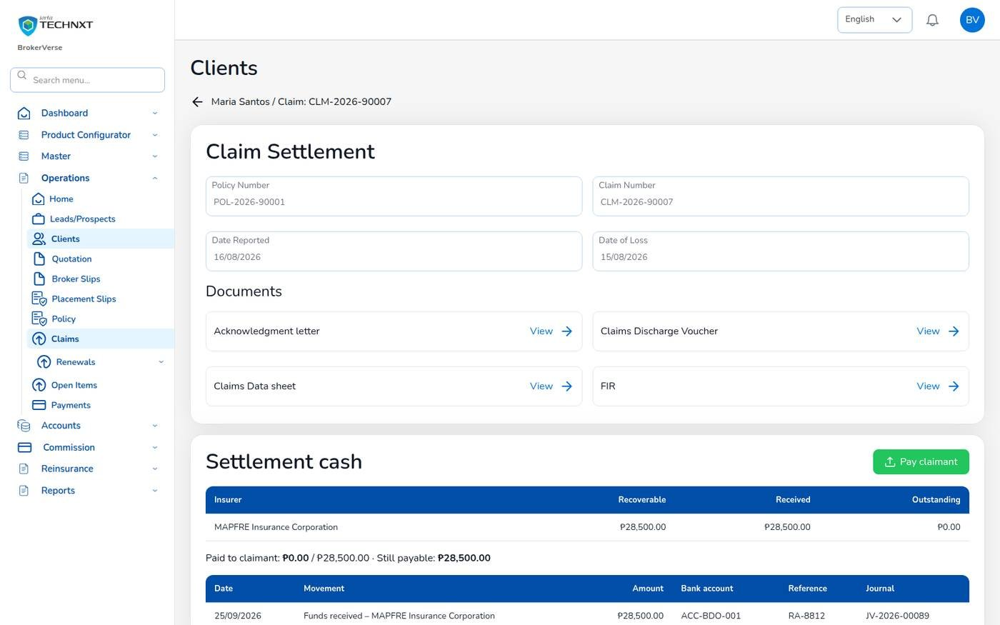 iorta
TECHNXT
BrokerVerse
English
BV
Search menu...
Dashboard
Product Configurator
Master
Operations
Home
Leads/Prospects
Clients
Quotation
Broker Slips
Placement Slips
Policy
Claims
Renewals
Open Items
Payments
Accounts
Commission
Reinsurance
Reports
Clients
Maria Santos / Claim: CLM-2026-90007
Claim Settlement
Policy Number
POL-2026-90001
Claim Number
CLM-2026-90007
Date Reported
16/08/2026
Date of Loss
15/08/2026
Documents
Acknowledgment letter View
Claims Discharge Voucher View
Claims Data sheet View
FIR View
Settlement cash
Pay claimant
Insurer Recoverable Received Outstanding
MAPFRE Insurance Corporation ₱28,500.00 ₱28,500.00 ₱0.00
Paid to claimant: ₱0.00 / ₱28,500.00 · Still payable: ₱28,500.00
Date Movement Amount Bank account Reference Journal
25/09/2026 Funds received – MAPFRE Insurance Corporation ₱28,500.00 ACC-BDO-001 RA-8812 JV-2026-00089